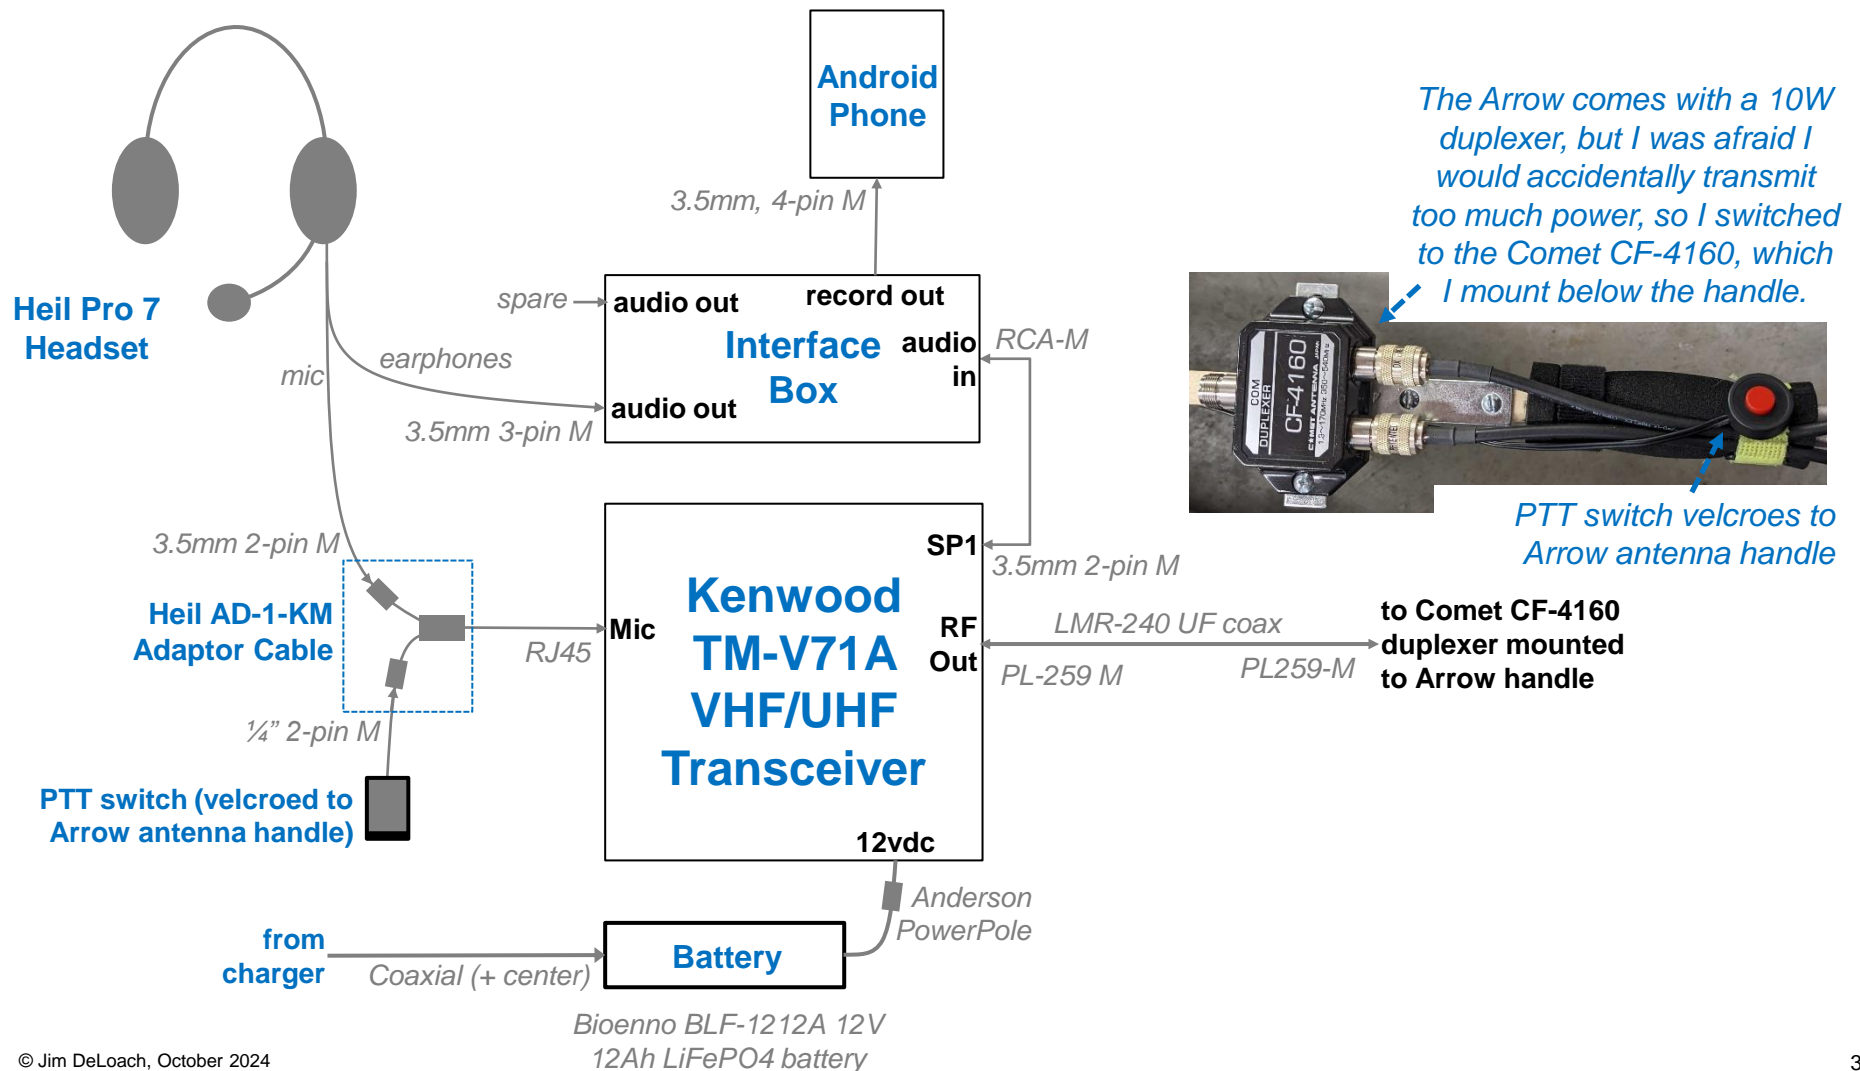 Android
Phone
3.5mm, 4-pin M
The Arrow comes with a 10W
duplexer, but I was afraid I
would accidentally transmit
too much power, so I switched
to the Comet CF-4160, which
I mount below the handle.
Heil Pro 7
Headset
spare
audio out
record out
Interface
Box
audio
in
RCA-M
earphones
mic
audio out
3.5mm 3-pin M
COM
DUPLEXER
CF-4160
COMET ANTENNA
PTT switch velcroes to
Arrow antenna handle
3.5mm 2-pin M
Heil AD-1-KM
Adaptor Cable
RJ45
Mic
Kenwood
TM-V71A
VHF/UHF
Transceiver
SP1
3.5mm 2-pin M
RF
Out
LMR-240 UF coax
PL-259 M
PL259-M
to Comet CF-4160
duplexer mounted
to Arrow handle
¼” 2-pin M
PTT switch (velcroed to
Arrow antenna handle)
12vdc
Anderson
PowerPole
from
charger
Coaxial (+ center)
Battery
Bioenno BLF-1212A 12V
12Ah LiFePO4 battery
© Jim DeLoach, October 2024
3